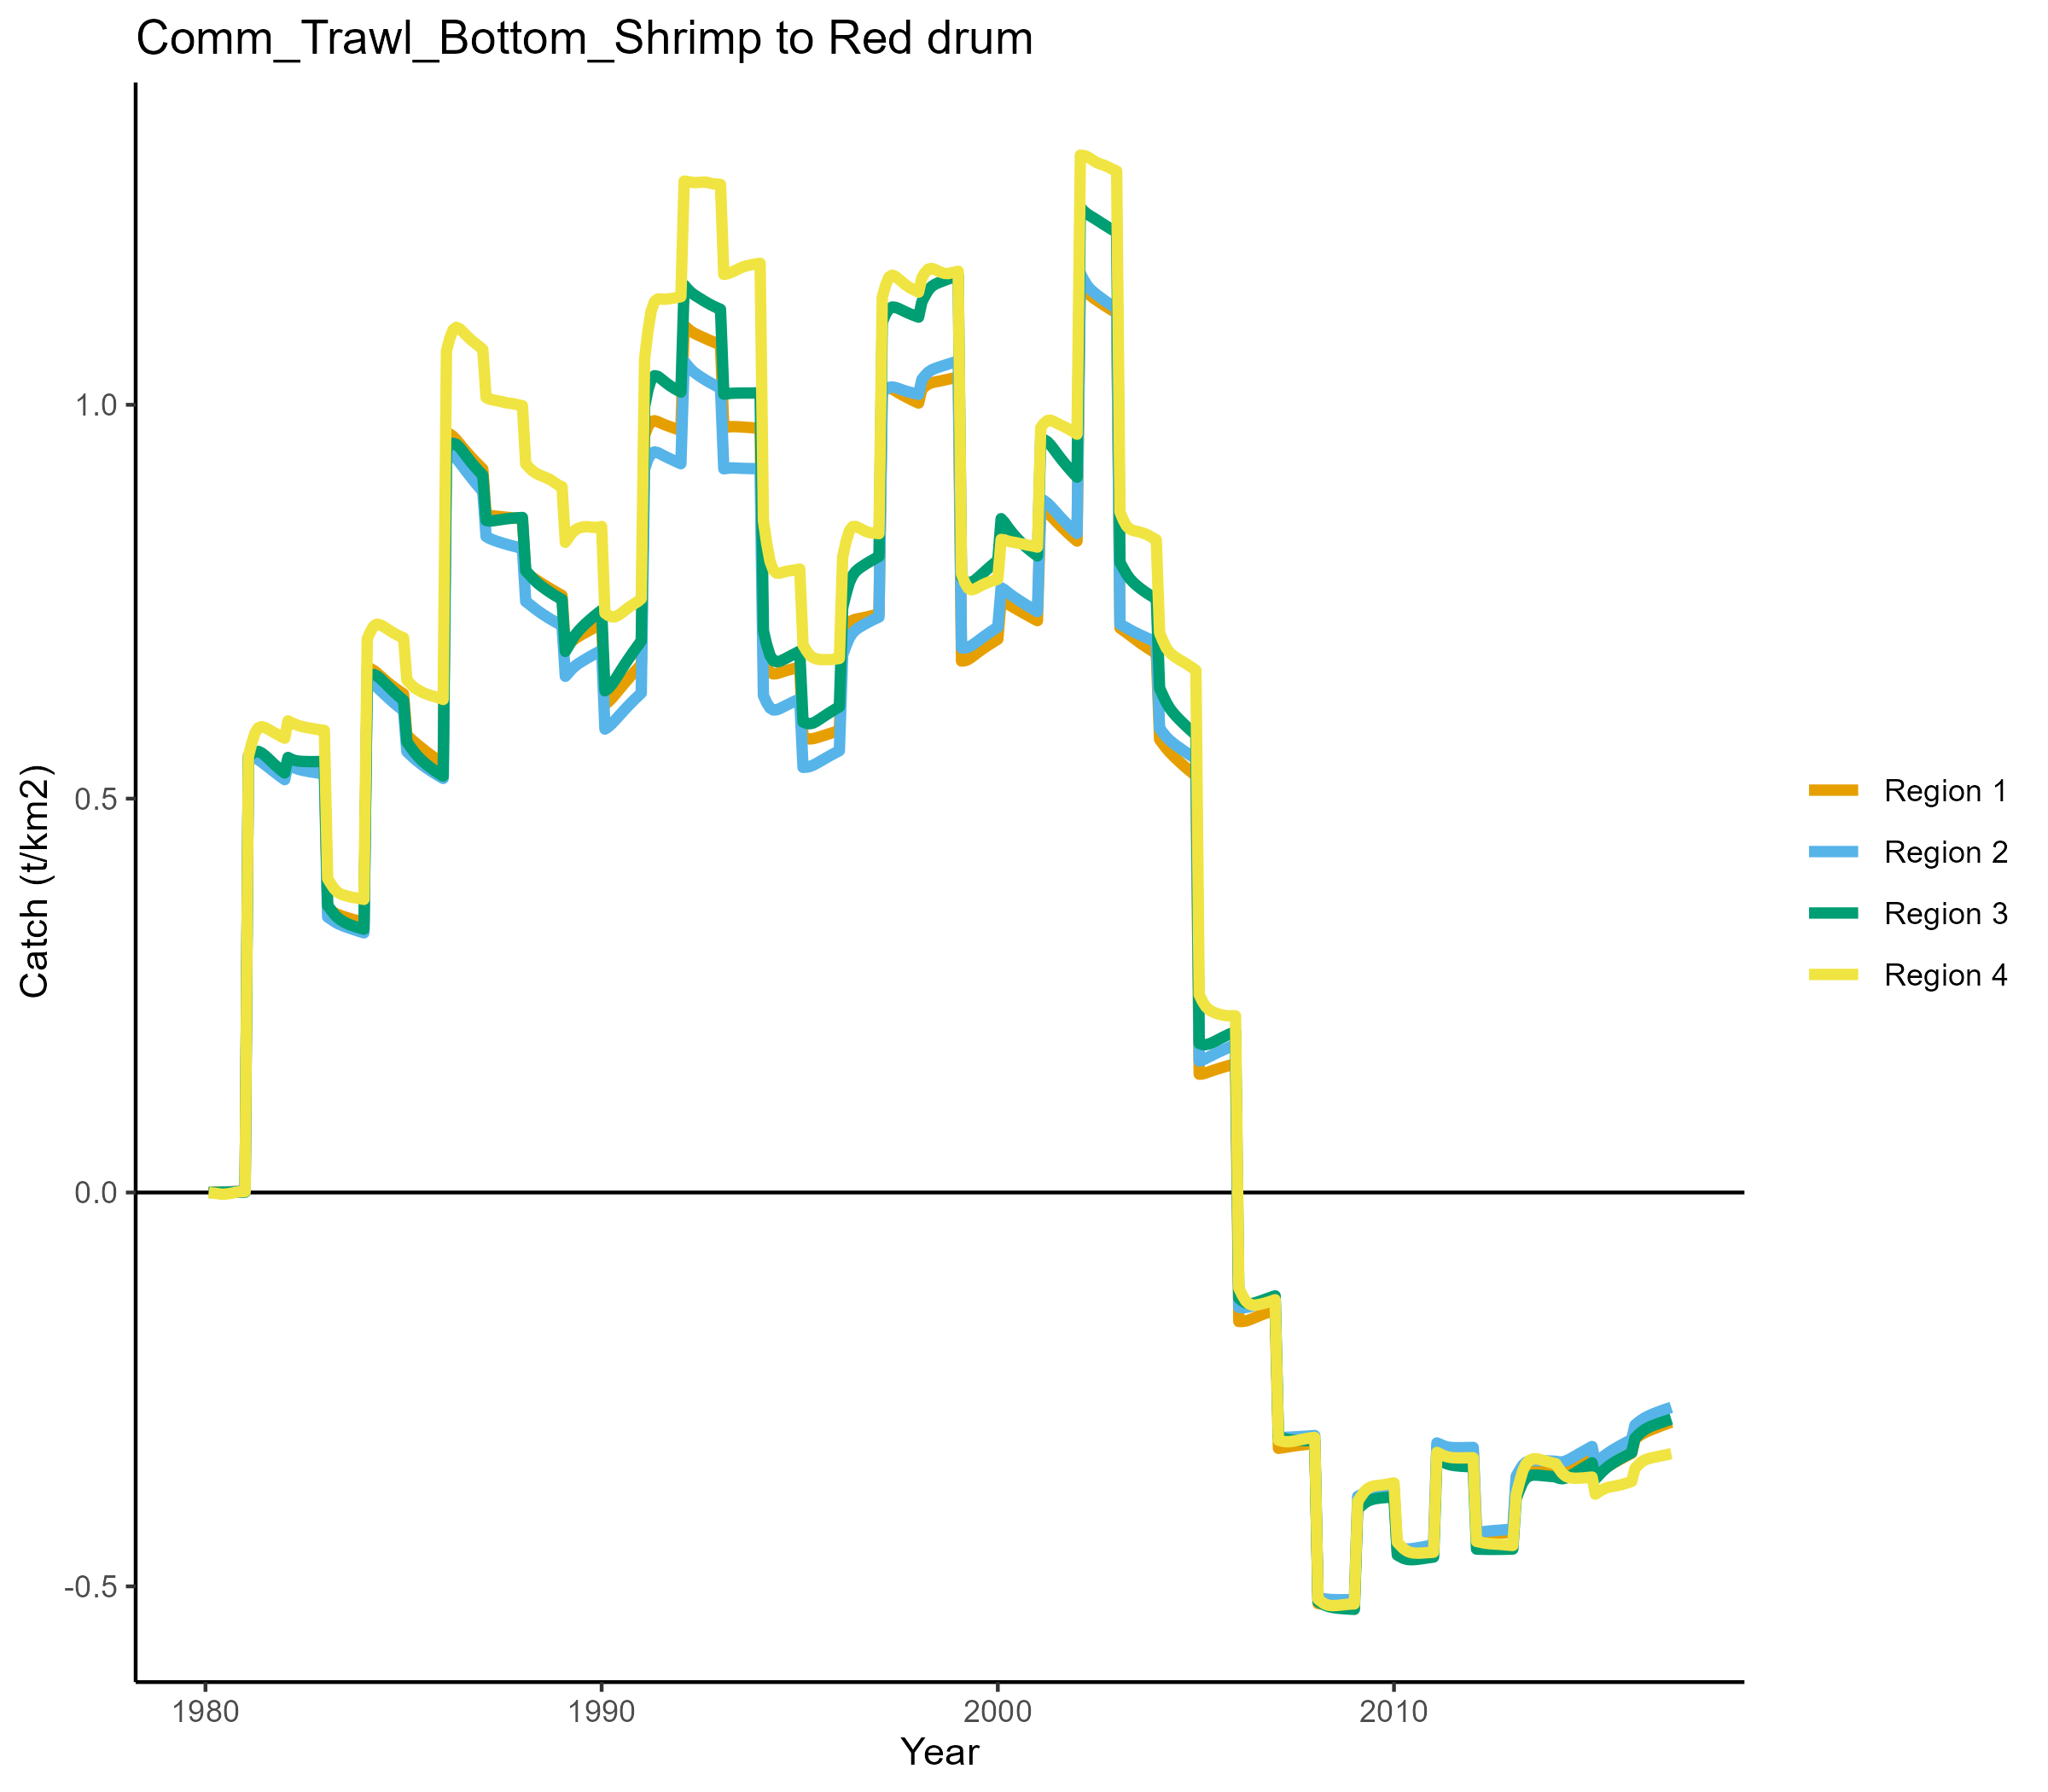 Comm_Trawl_Bottom_Shrimp to Red drum
Catch (t/km2)
1.0
0.5
0.0
-0.5
1980
1990
2000
2010
Year
Region 1
Region 2
Region 3
Region 4